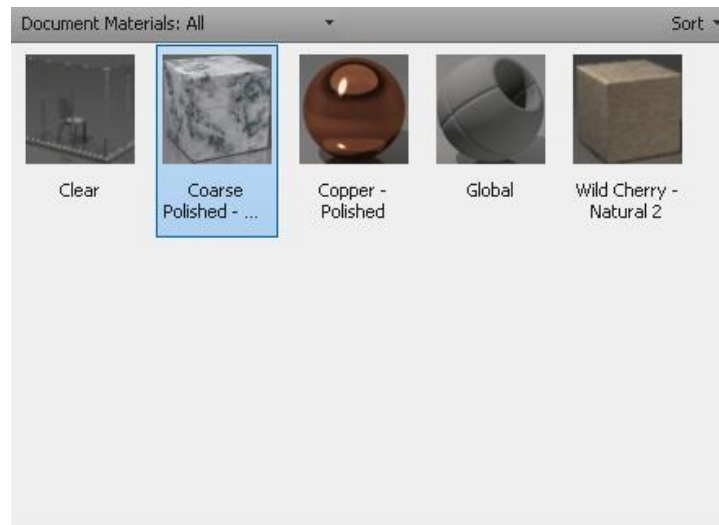 Document Materials: All
Sort
Clear
Coarse
Polished - ...
Copper -
Polished
Global
Wild Cherry -
Natural 2